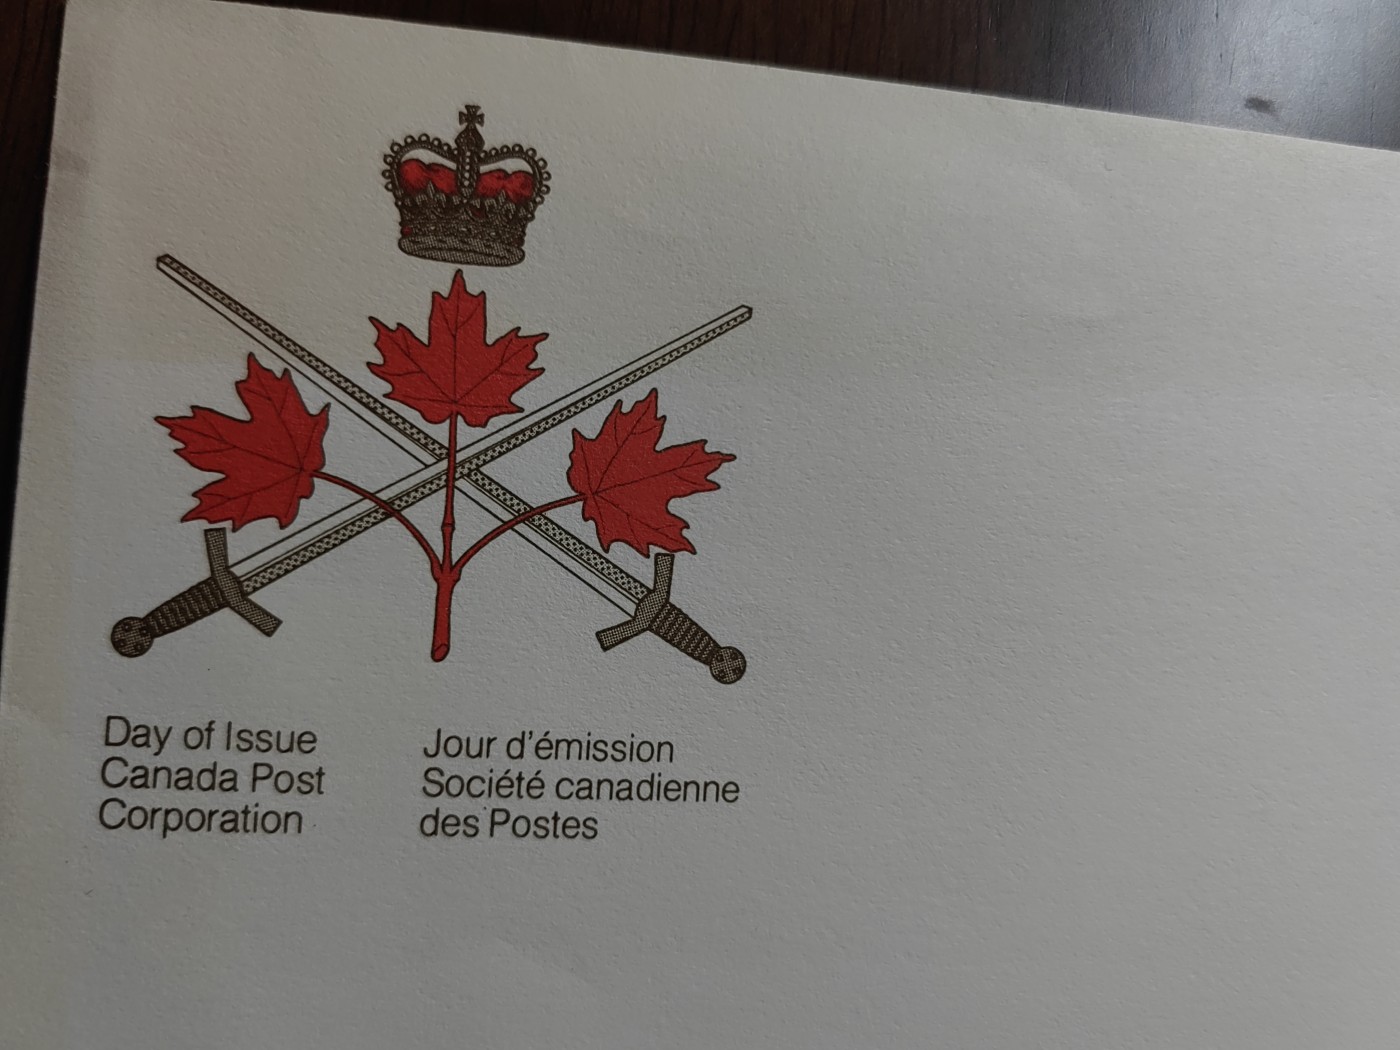 Day of Issue
Canada Post
Corporation
Jour d'émission
Société canadienne
des Postes